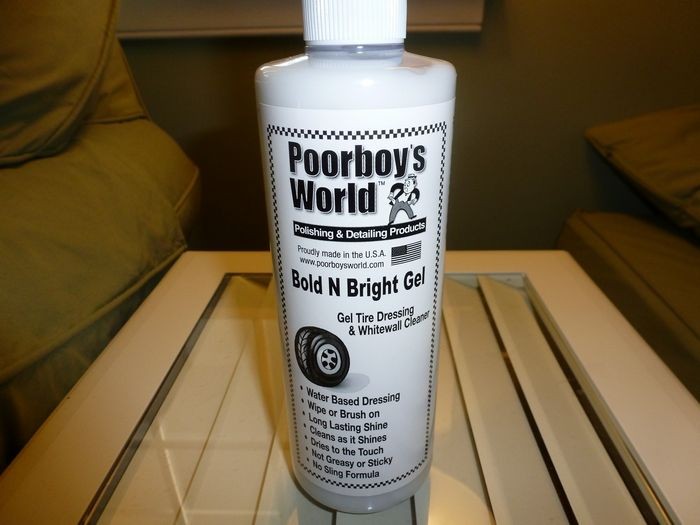 Poorboy's
World™
Polishing & Detailing Products
Proudly made in the U.S.A.
www.poorboysworld.com
Bold N Bright Gel
Gel Tire Dressing
& Whitewall Cleaner
• Water Based Dressing
• Wipe or Brush on
• Long Lasting Shine
• Cleans as it Shines
• Dries to the Touch
• Not Greasy or Sticky
• No Sling Formula